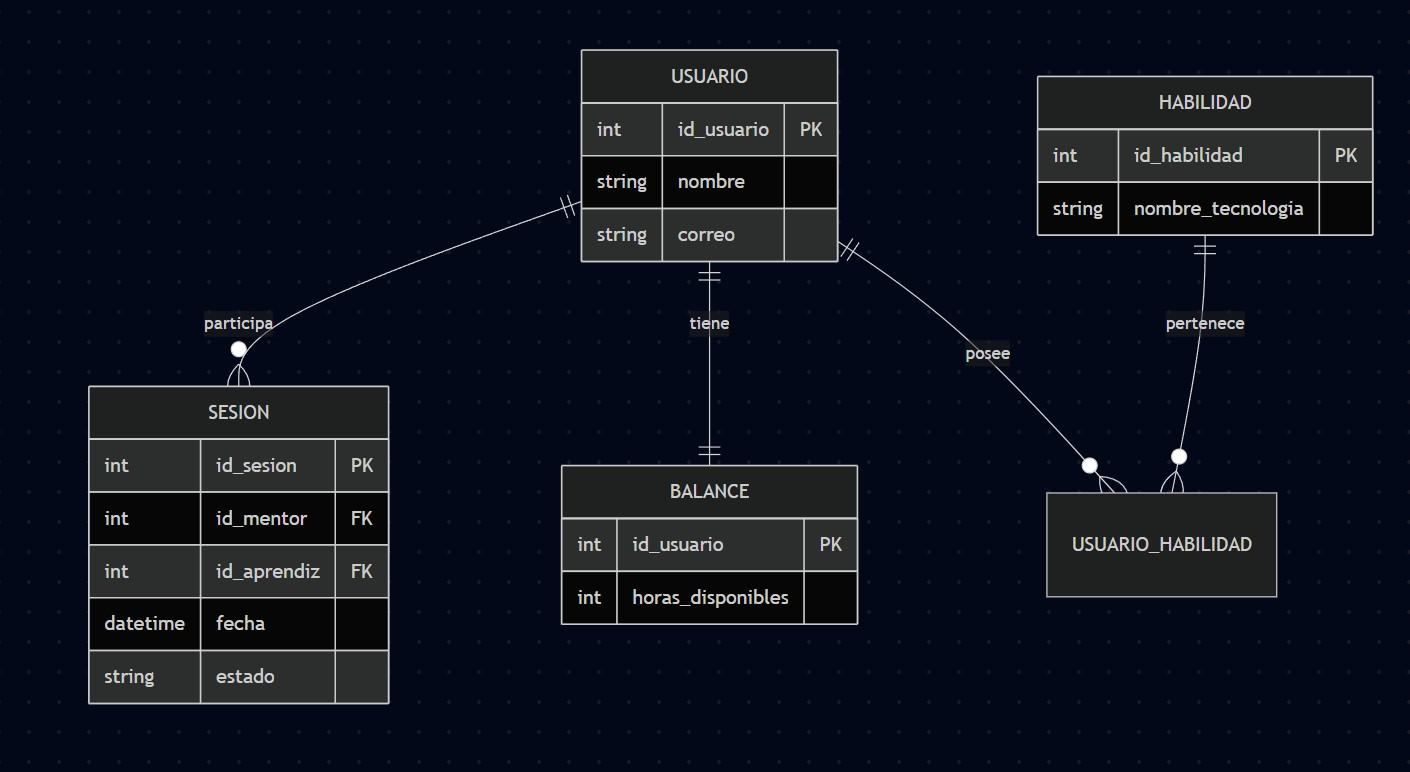 USUARIO
int id_usuario PK
string nombre
string correo
HABILIDAD
int id_habilidad PK
string nombre_tecnologia
participa
tiene
posee
pertenece
SESION
int id_sesion PK
int id_mentor FK
int id_aprendiz FK
datetime fecha
string estado
BALANCE
int id_usuario PK
int horas_disponibles
USUARIO_HABILIDAD